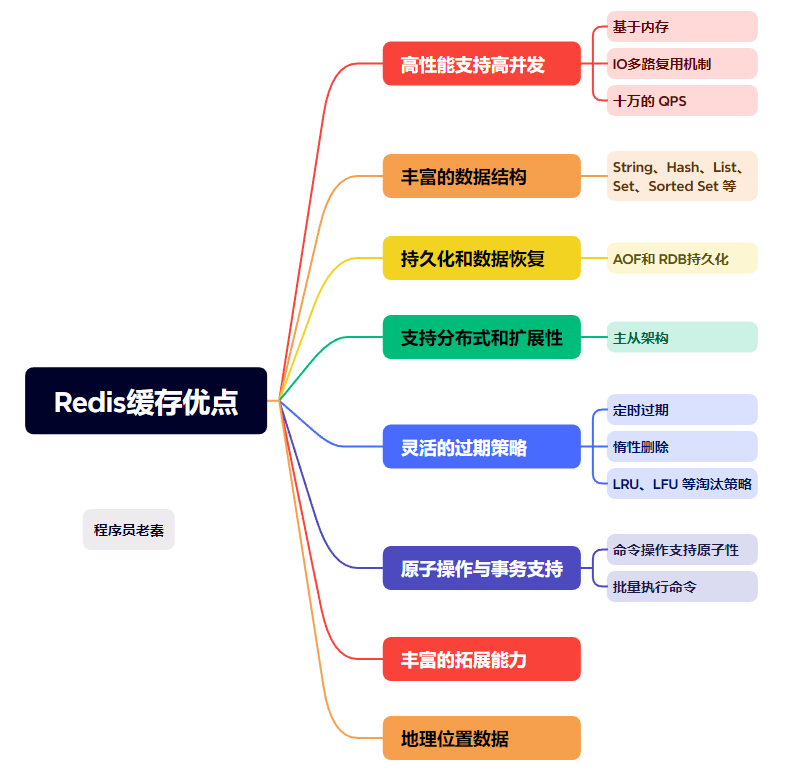 高性能支持高并发
基于内存
IO多路复用机制
十万的 QPS
丰富的数据结构
String、Hash、List、
Set、Sorted Set 等
持久化和数据恢复
AOF和 RDB持久化
支持分布式和扩展性
主从架构
Redis缓存优点
灵活的过期策略
定时过期
惰性删除
LRU、LFU 等淘汰策略
程序员老秦
原子操作与事务支持
命令操作支持原子性
批量执行命令
丰富的拓展能力
地理位置数据